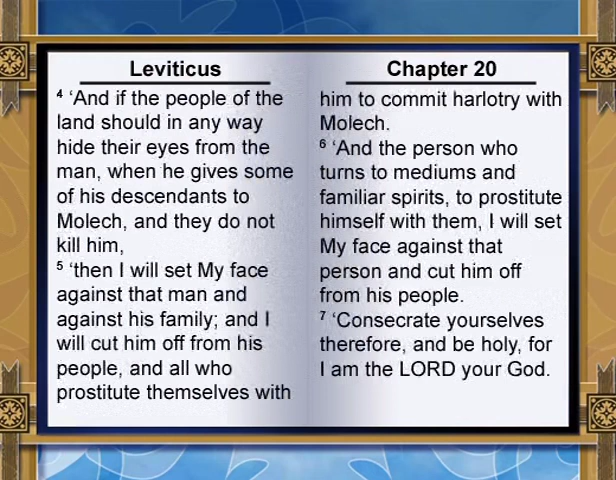 Leviticus
⁴ ‘And if the people of the
land should in any way
hide their eyes from the
man, when he gives some
of his descendants to
Molech, and they do not
kill him,
⁵ ‘then I will set My face
against that man and
against his family; and I
will cut him off from his
people, and all who
prostitute themselves with
Chapter 20
him to commit harlotry with
Molech.
⁶ ‘And the person who
turns to mediums and
familiar spirits, to prostitute
himself with them, I will set
My face against that
person and cut him off
from his people.
⁷ ‘Consecrate yourselves
therefore, and be holy, for
I am the LORD your God.